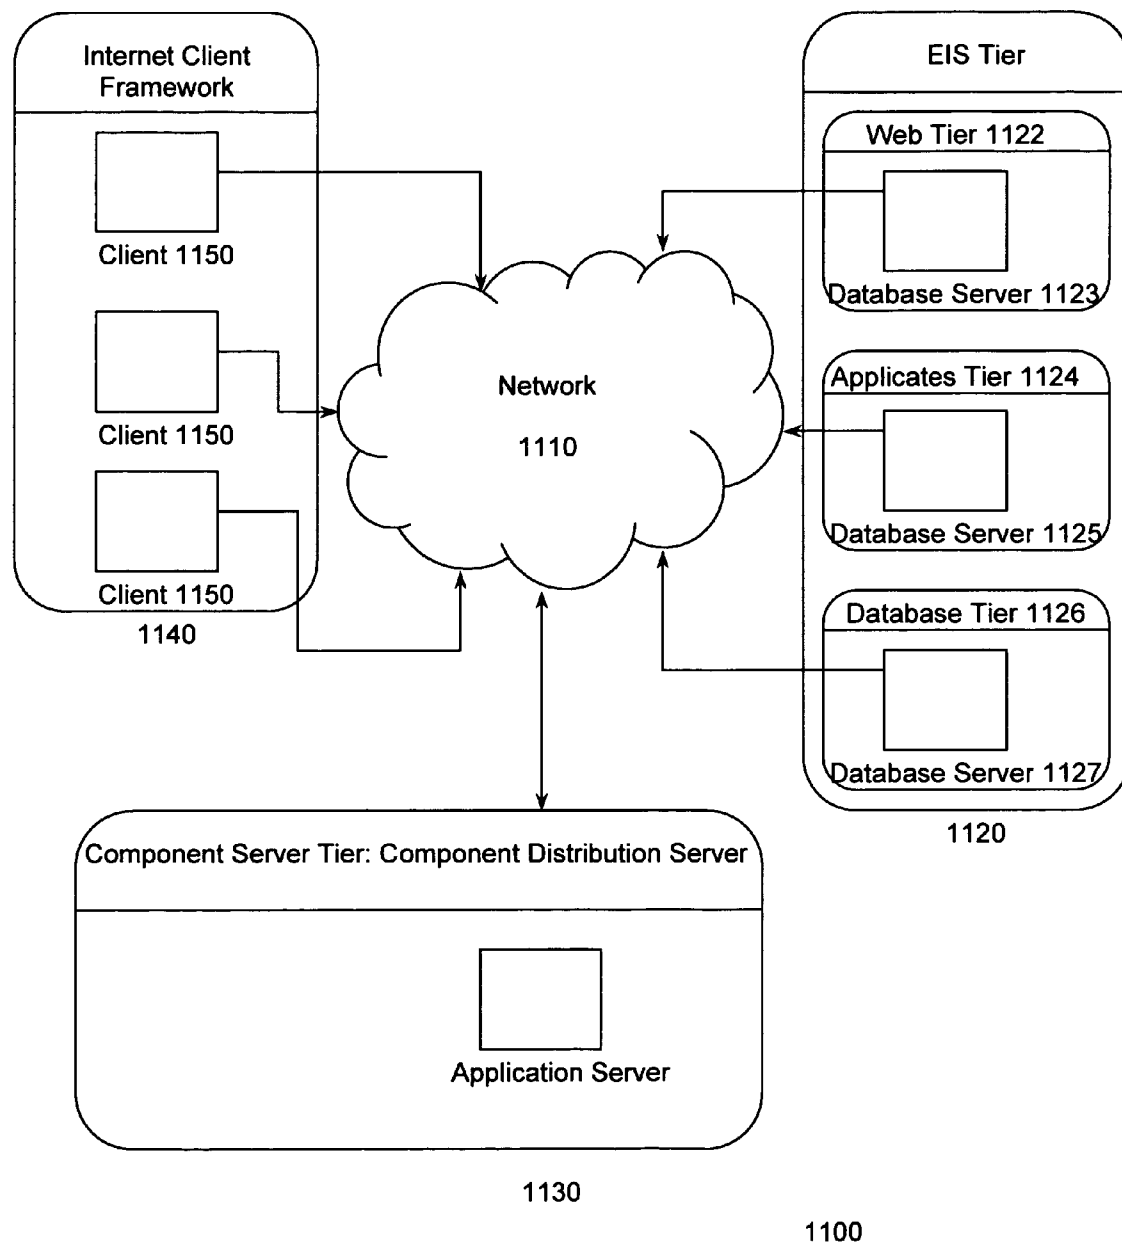 Internet Client
Framework
Client 1150
Client 1150
Client 1150
1140
Network
1110
EIS Tier
Web Tier 1122
Database Server 1123
Applicates Tier 1124
Database Server 1125
Database Tier 1126
Database Server 1127
1120
Component Server Tier: Component Distribution Server
Application Server
1130
1100